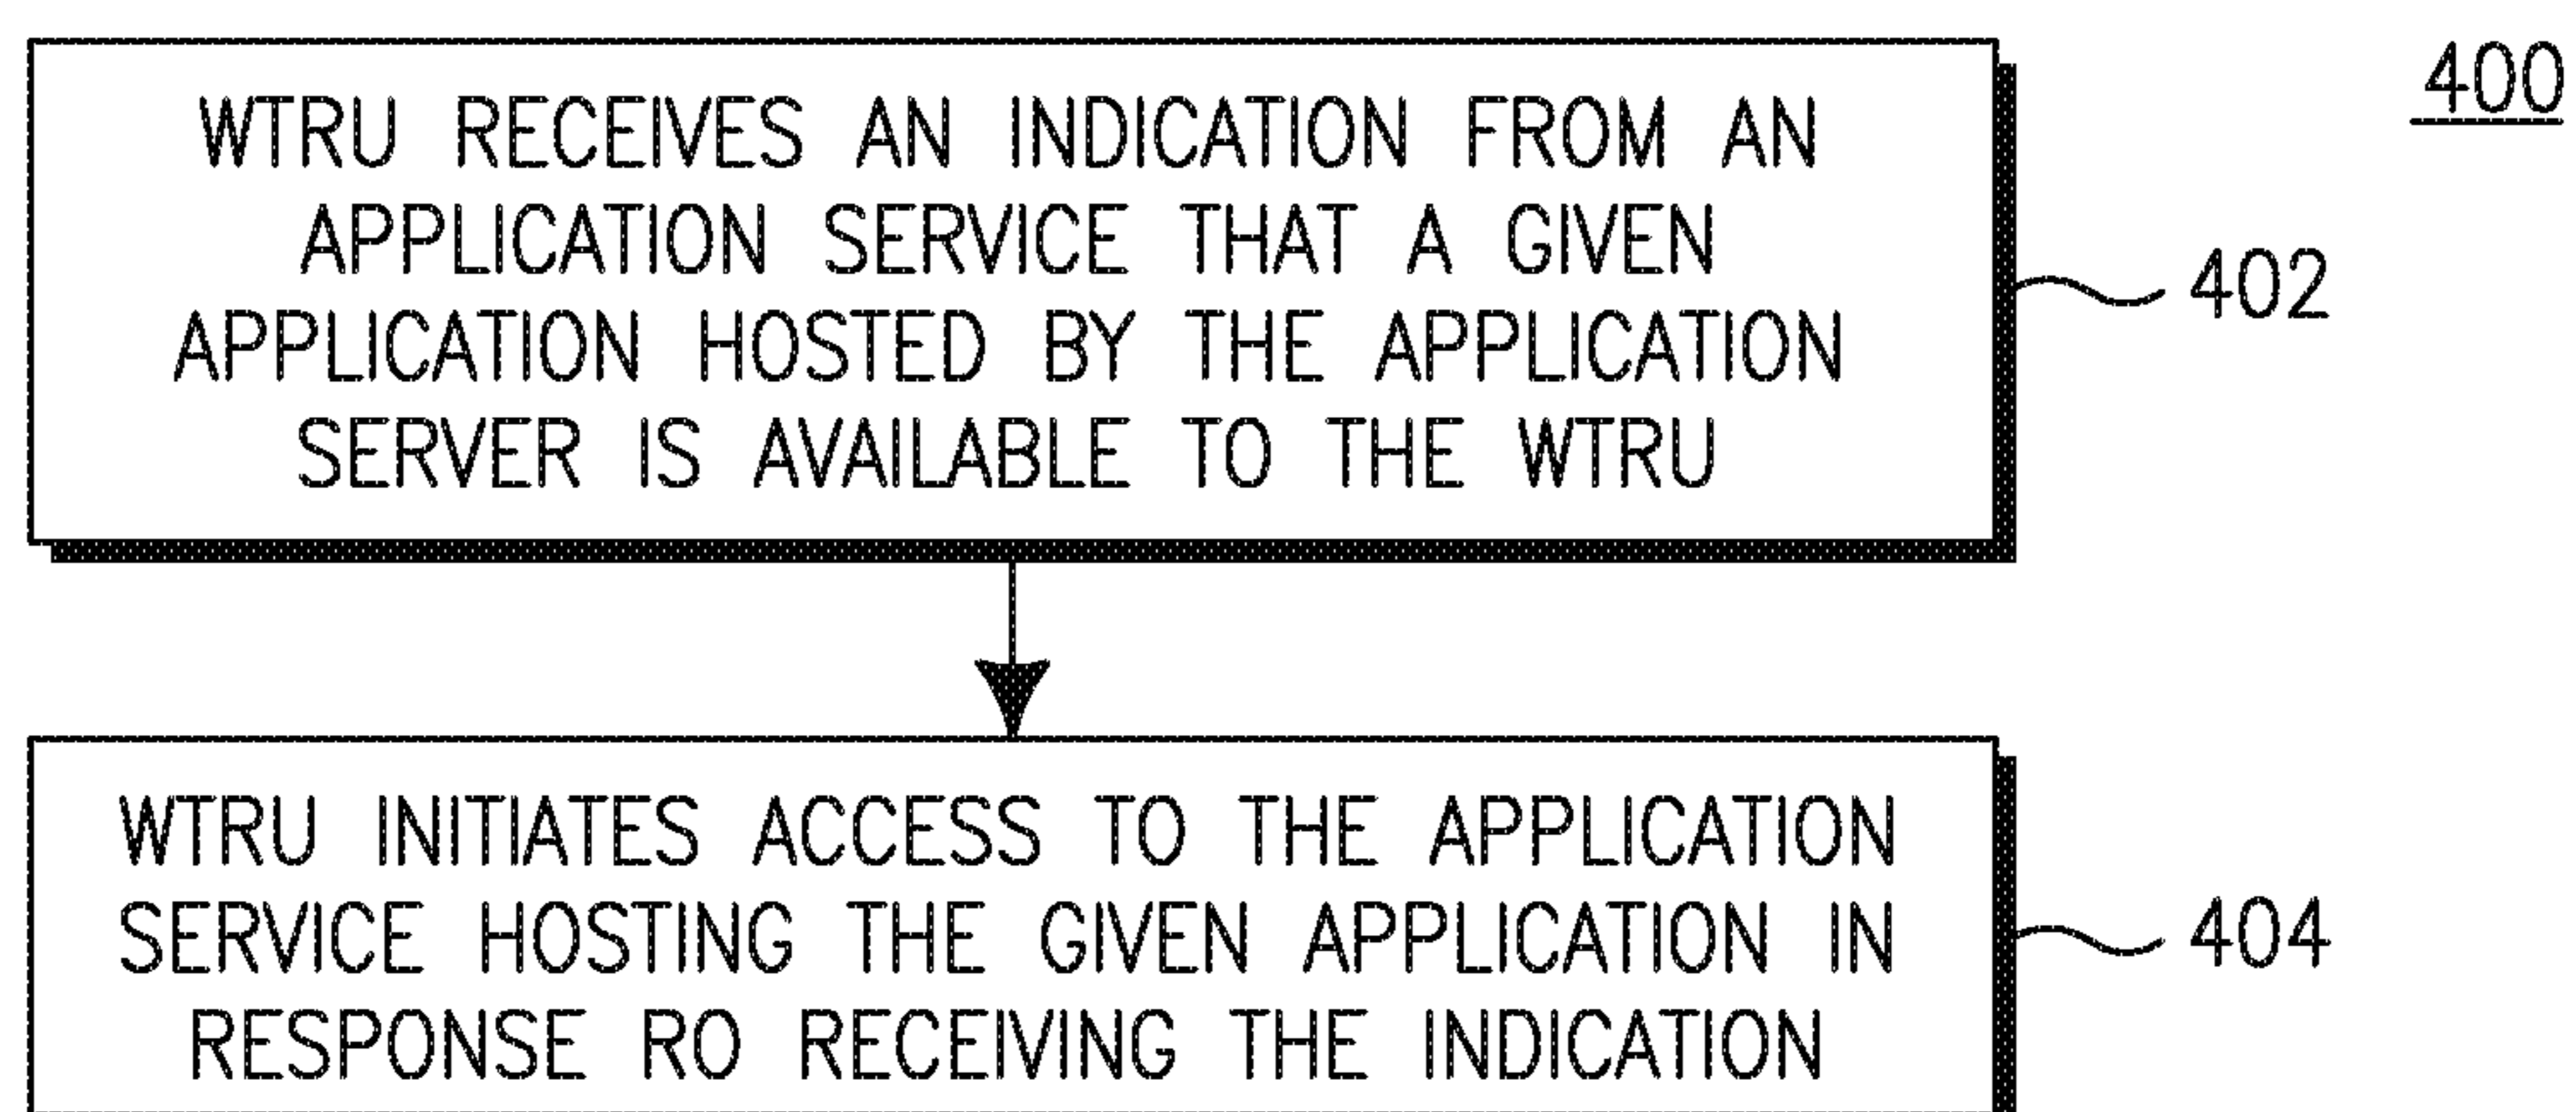 400
WTRU RECEIVES AN INDICATION FROM AN
APPLICATION SERVICE THAT A GIVEN
APPLICATION HOSTED BY THE APPLICATION
SERVER IS AVAILABLE TO THE WTRU
402
WTRU INITIATES ACCESS TO THE APPLICATION
SERVICE HOSTING THE GIVEN APPLICATION IN
RESPONSE RO RECEIVING THE INDICATION
404